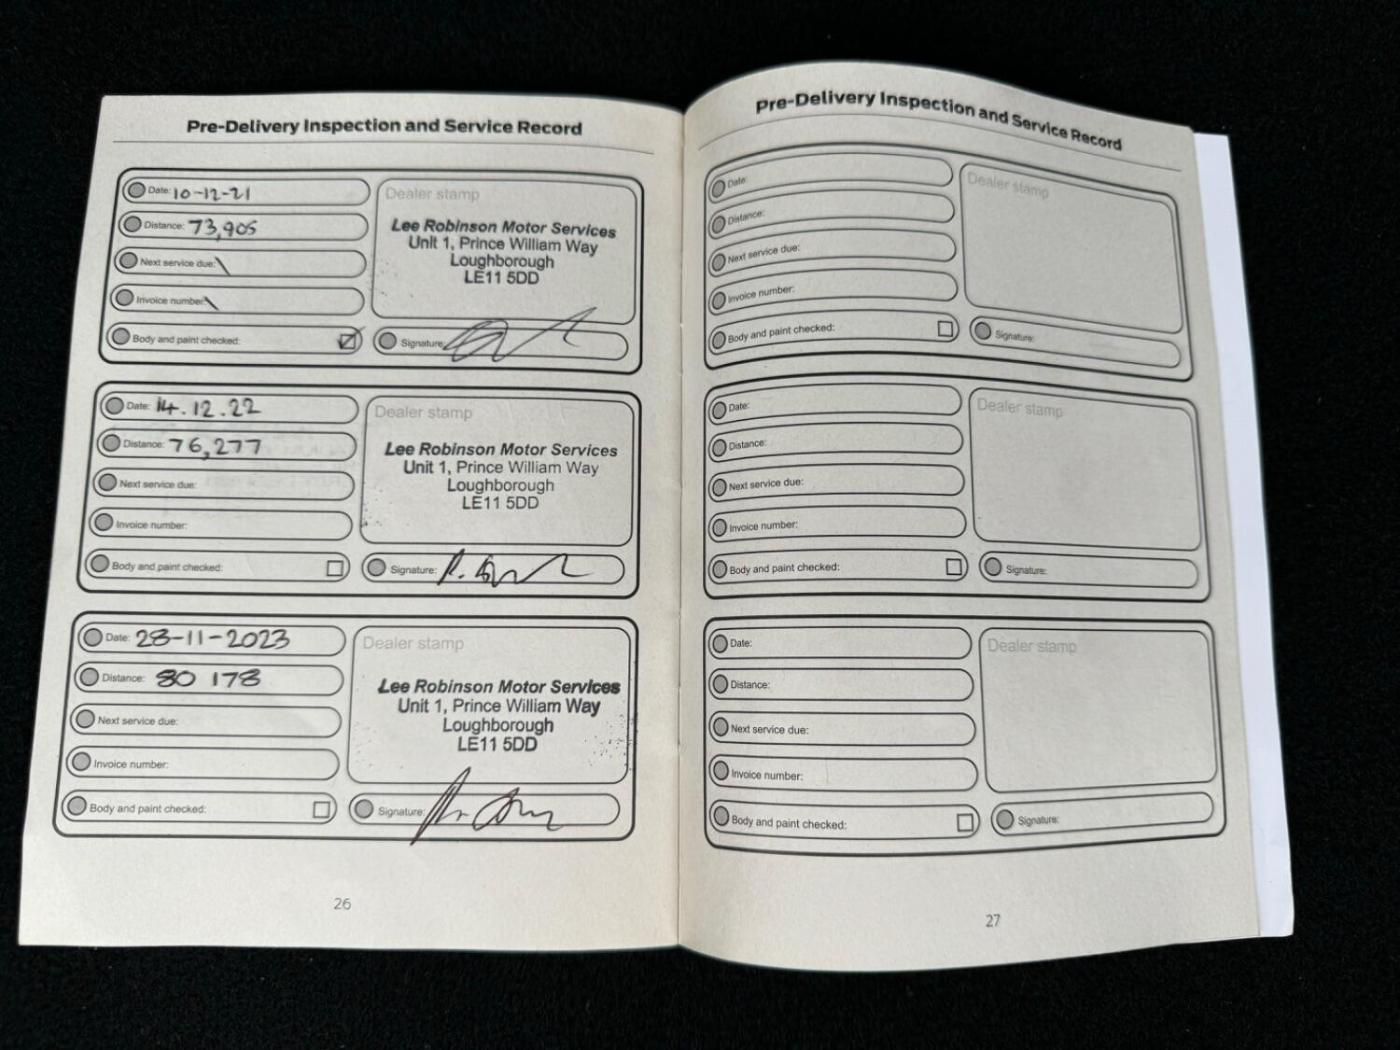 Pre-Delivery Inspection and Service Record
Date: 10-12-21
Distance: 73,905
Next service due: \
Invoice number: \
Body and paint checked:
Dealer stamp
Lee Robinson Motor Services
Unit 1, Prince William Way
Loughborough
LE11 5DD
Signature:
Date: 14.12.22
Distance: 76,277
Next service due:
Invoice number:
Body and paint checked:
Dealer stamp
Lee Robinson Motor Services
Unit 1, Prince William Way
Loughborough
LE11 5DD
Signature:
Date: 28-11-2023
Distance: 80 178
Next service due:
Invoice number:
Body and paint checked:
Dealer stamp
Lee Robinson Motor Services
Unit 1, Prince William Way
Loughborough
LE11 5DD
Signature:
26
Pre-Delivery Inspection and Service Record
Date:
Distance:
Next service due:
Invoice number:
Body and paint checked:
Dealer stamp
Signature:
Date:
Distance:
Next service due:
Invoice number:
Body and paint checked:
Dealer stamp
Signature:
Date:
Distance:
Next service due:
Invoice number:
Body and paint checked:
Dealer stamp
Signature:
27